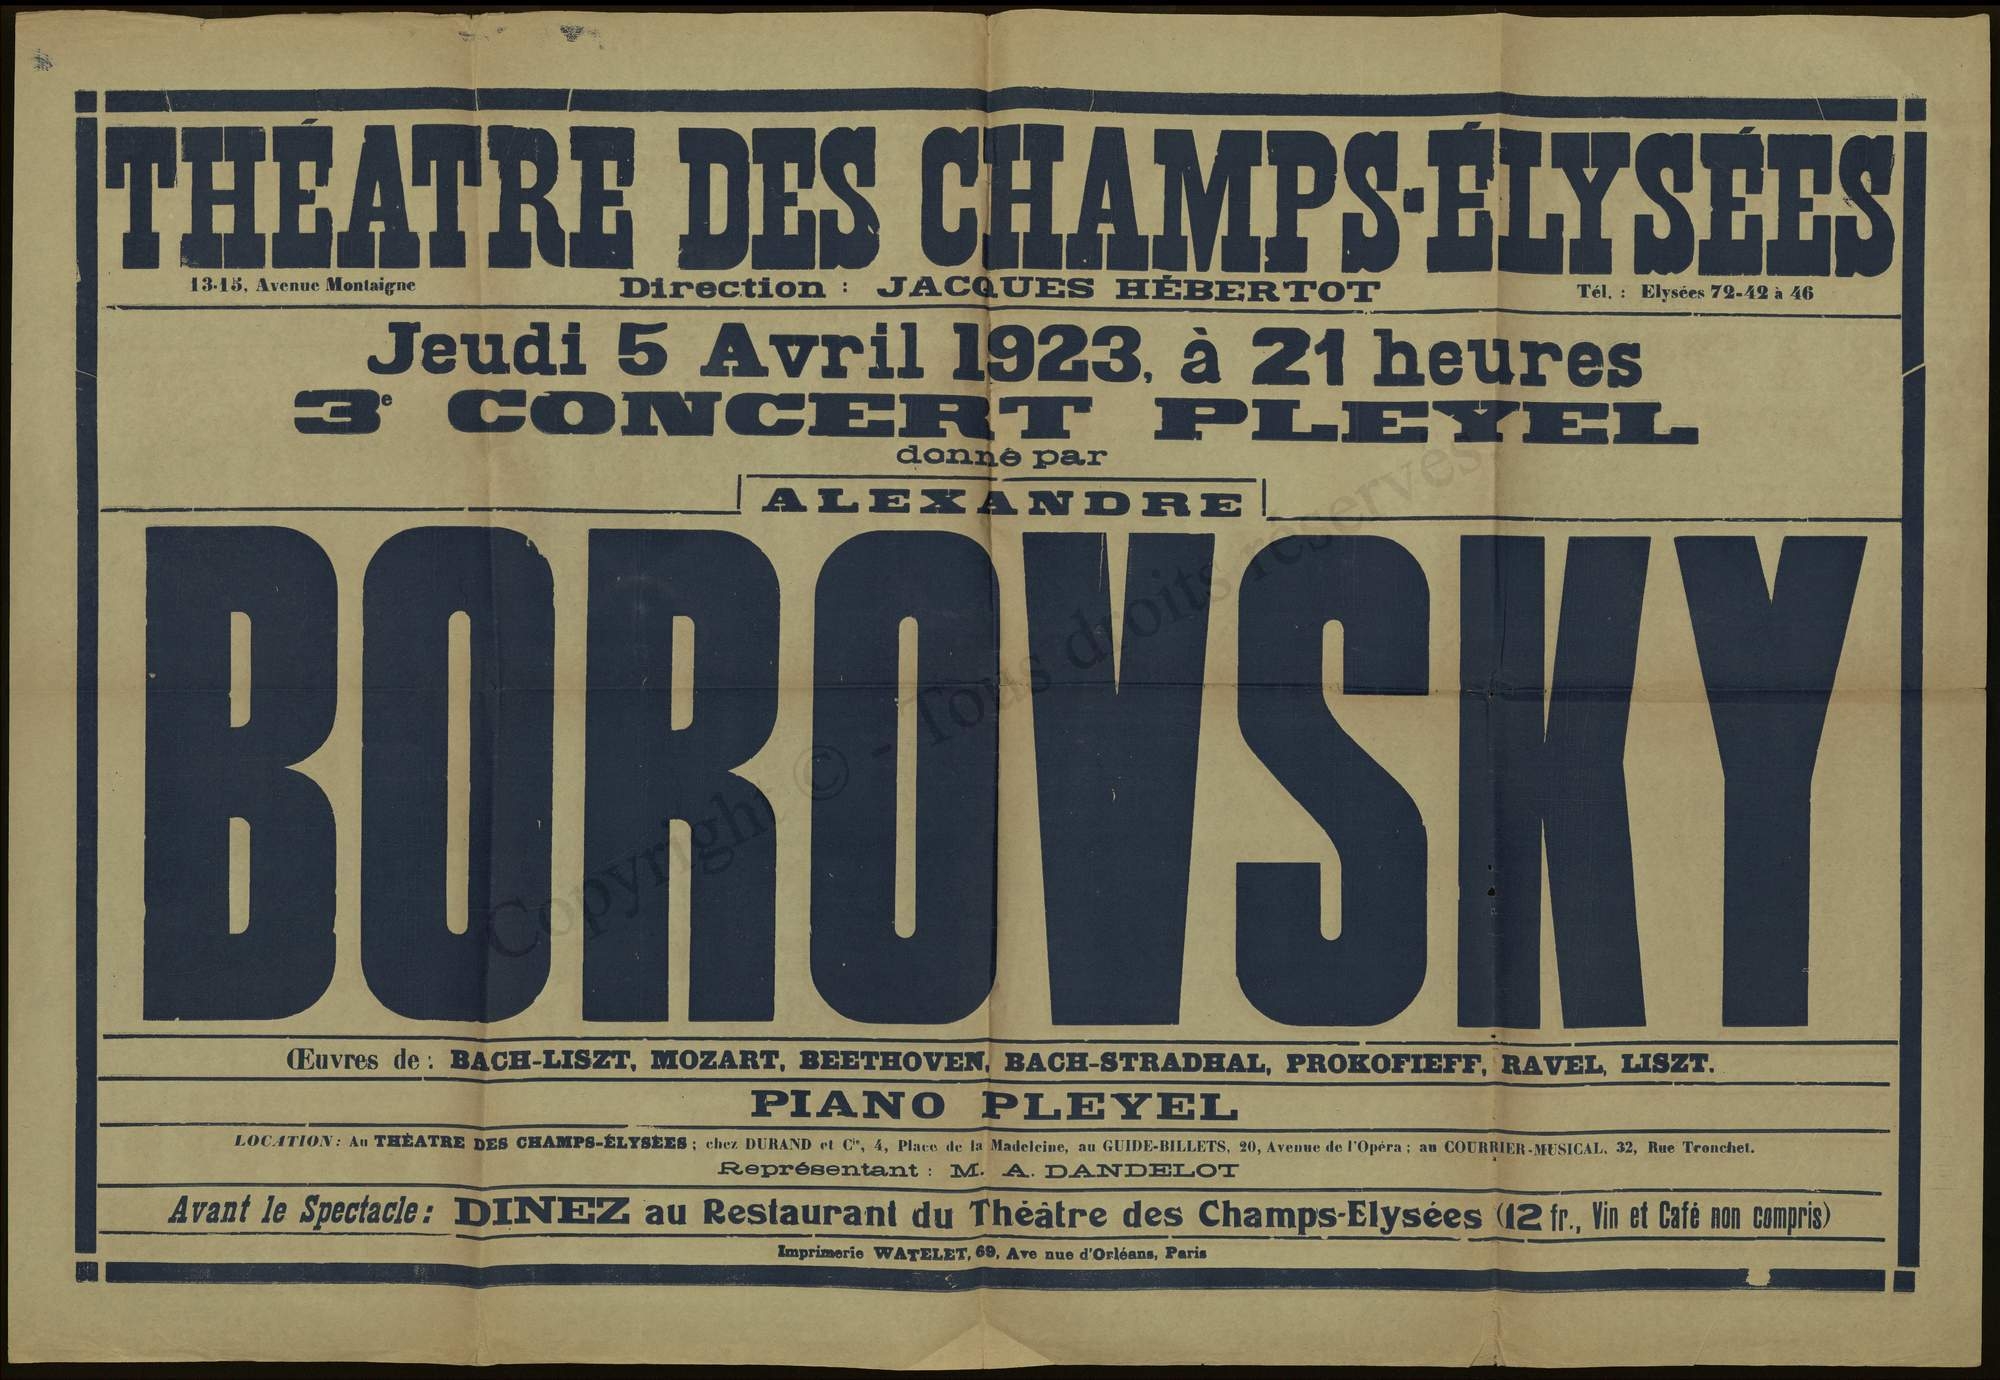 THÉATRE DES CHAMPS-ÉLYSÉES
13-15, Avenue Montaigne
Direction : JACQUES HÉBERTOT
Tél. : Elysées 72-42 à 46
Jeudi 5 Avril 1923, à 21 heures
3e CONCERT PLEYEL
donné par
ALEXANDRE
BOROVSKY
Œuvres de : BACH-LISZT, MOZART, BEETHOVEN, BACH-STRADHAL, PROKOFIEFF, RAVEL, LISZT.
PIANO PLEYEL
LOCATION : Au THÉATRE DES CHAMPS-ÉLYSÉES ; chez DURAND et Cie, 4, Place de la Madeleine, au GUIDE-BILLETS, 20, Avenue de l'Opéra ; au COURRIER-MUSICAL, 32, Rue Tronchet.
Représentant : M. A. DANDELOT
Avant le Spectacle : DINEZ au Restaurant du Théâtre des Champs-Elysées (12 fr., Vin et Café non compris)
Imprimerie WATELET, 69, Ave nue d'Orléans, Paris
Copyright © - Tous droits réservés.